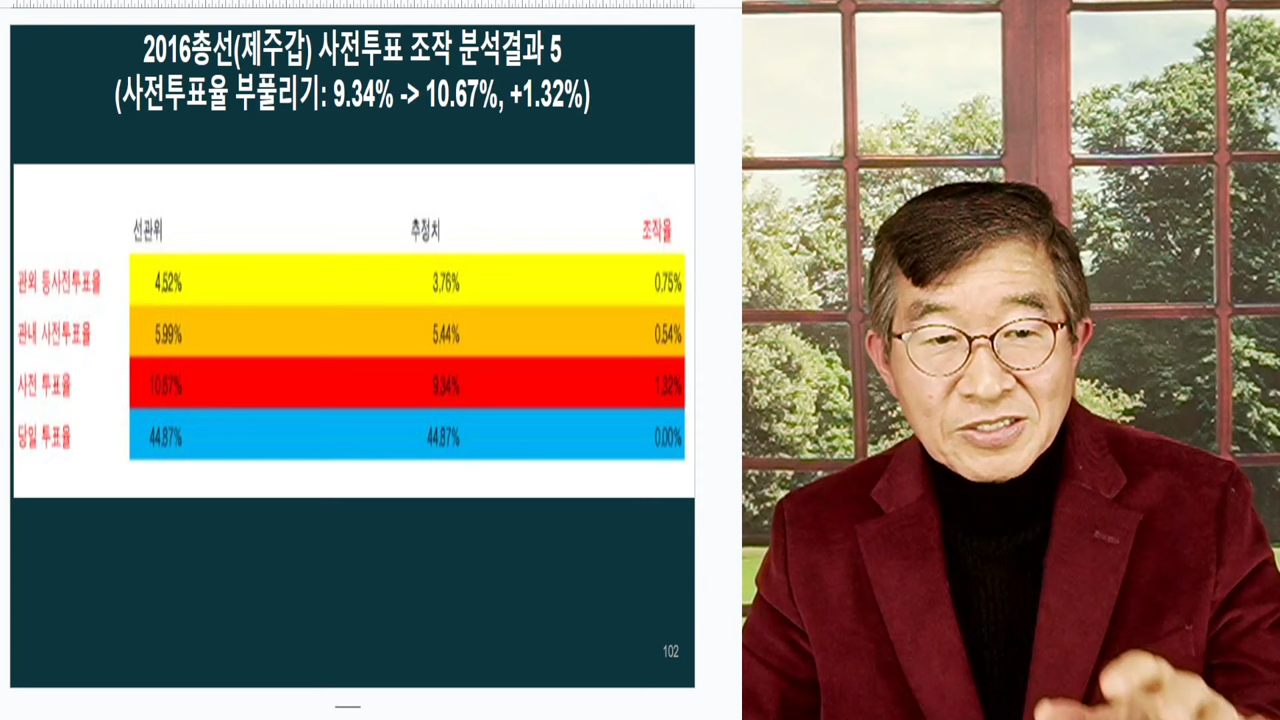 2016총선(제주갑) 사전투표 조작 분석결과 5
(사전투표율 부풀리기: 9.34% -> 10.67%, +1.32%)
선관위 추정치 조작율
관외 등사전투표율 4.52% 3.76% 0.75%
관내 사전투표율 5.99% 5.44% 0.54%
사전 투표율 10.67% 9.34% 1.32%
당일 투표율 44.87% 44.87% 0.00%
102